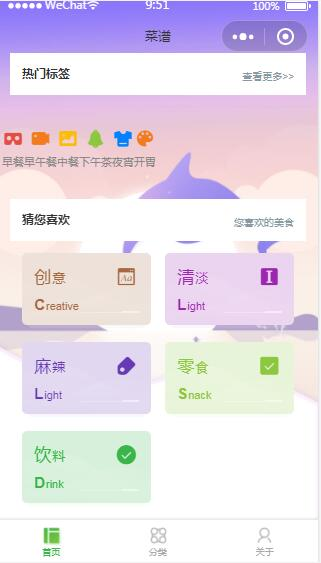 WeChat 9:51 100%
菜谱
热门标签 查看更多>>
早餐早午餐中餐下午茶夜宵开胃
猜您喜欢 您喜欢的美食
创意 Aa
Creative
清淡
Light
麻辣
Light
零食
Snack
饮料
Drink
首页 分类 关于